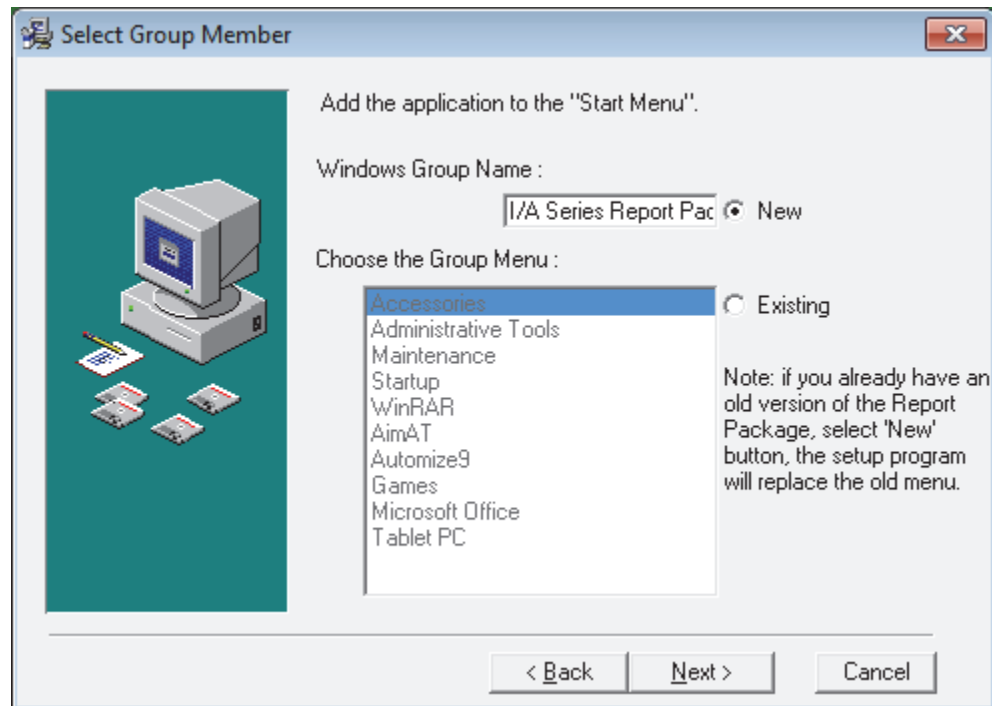 Select Group Member
Add the application to the "Start Menu".
Windows Group Name :
I/A Series Report Pac
New
Choose the Group Menu :
Accessories
Administrative Tools
Maintenance
Startup
WinRAR
AimAT
Automize9
Games
Microsoft Office
Tablet PC
Existing
Note: if you already have an
old version of the Report
Package, select 'New'
button, the setup program
will replace the old menu.
< Back
Next >
Cancel